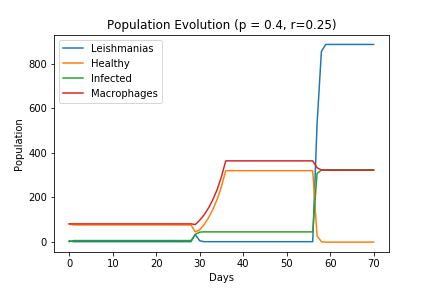 Population Evolution (p = 0.4, r=0.25)
Leishmanias
Healthy
Infected
Macrophages
Population
800
600
400
200
0
0 10 20 30 40 50 60 70
Days